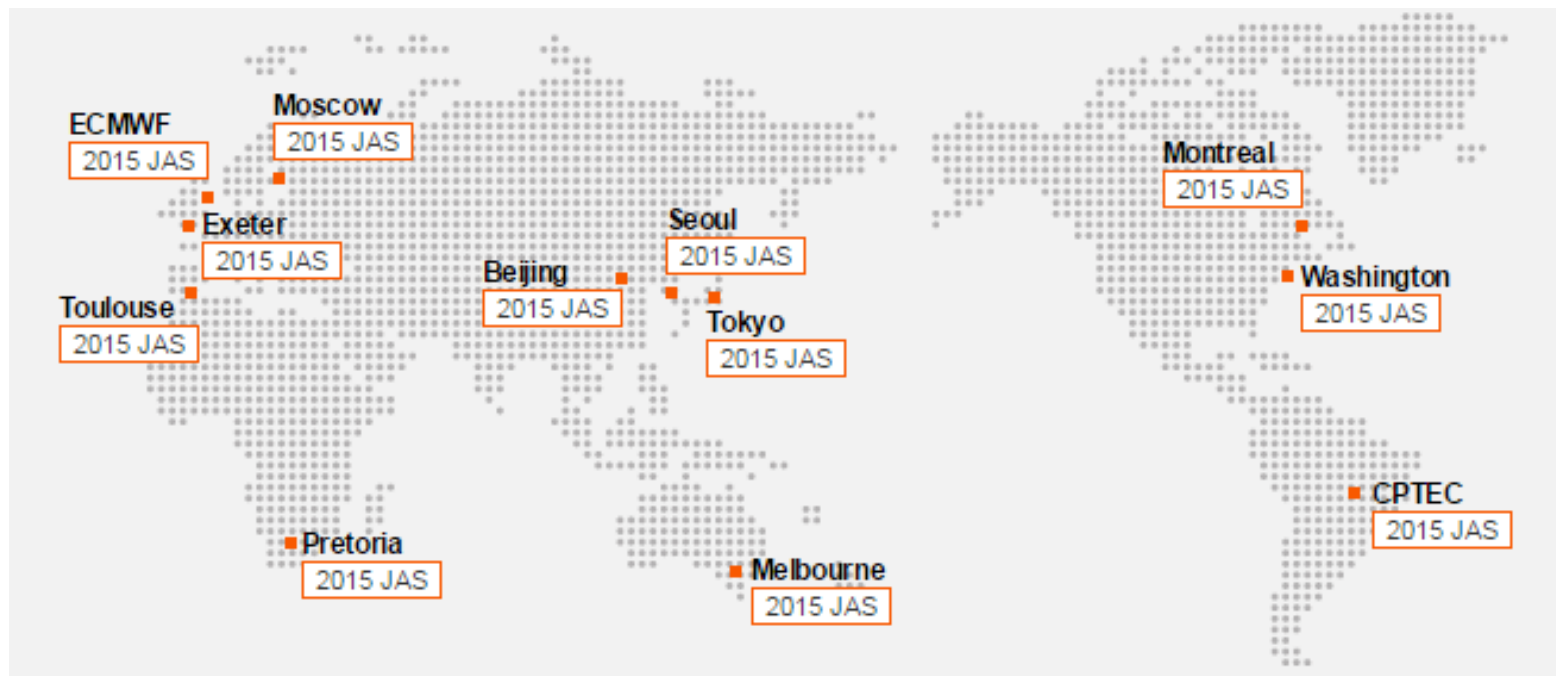 Moscow
2015 JAS
ECMWF
2015 JAS
Exeter
2015 JAS
Toulouse
2015 JAS
Beijing
2015 JAS
Seoul
2015 JAS
Tokyo
2015 JAS
Montreal
2015 JAS
Washington
2015 JAS
CPTEC
2015 JAS
Pretoria
2015 JAS
Melbourne
2015 JAS